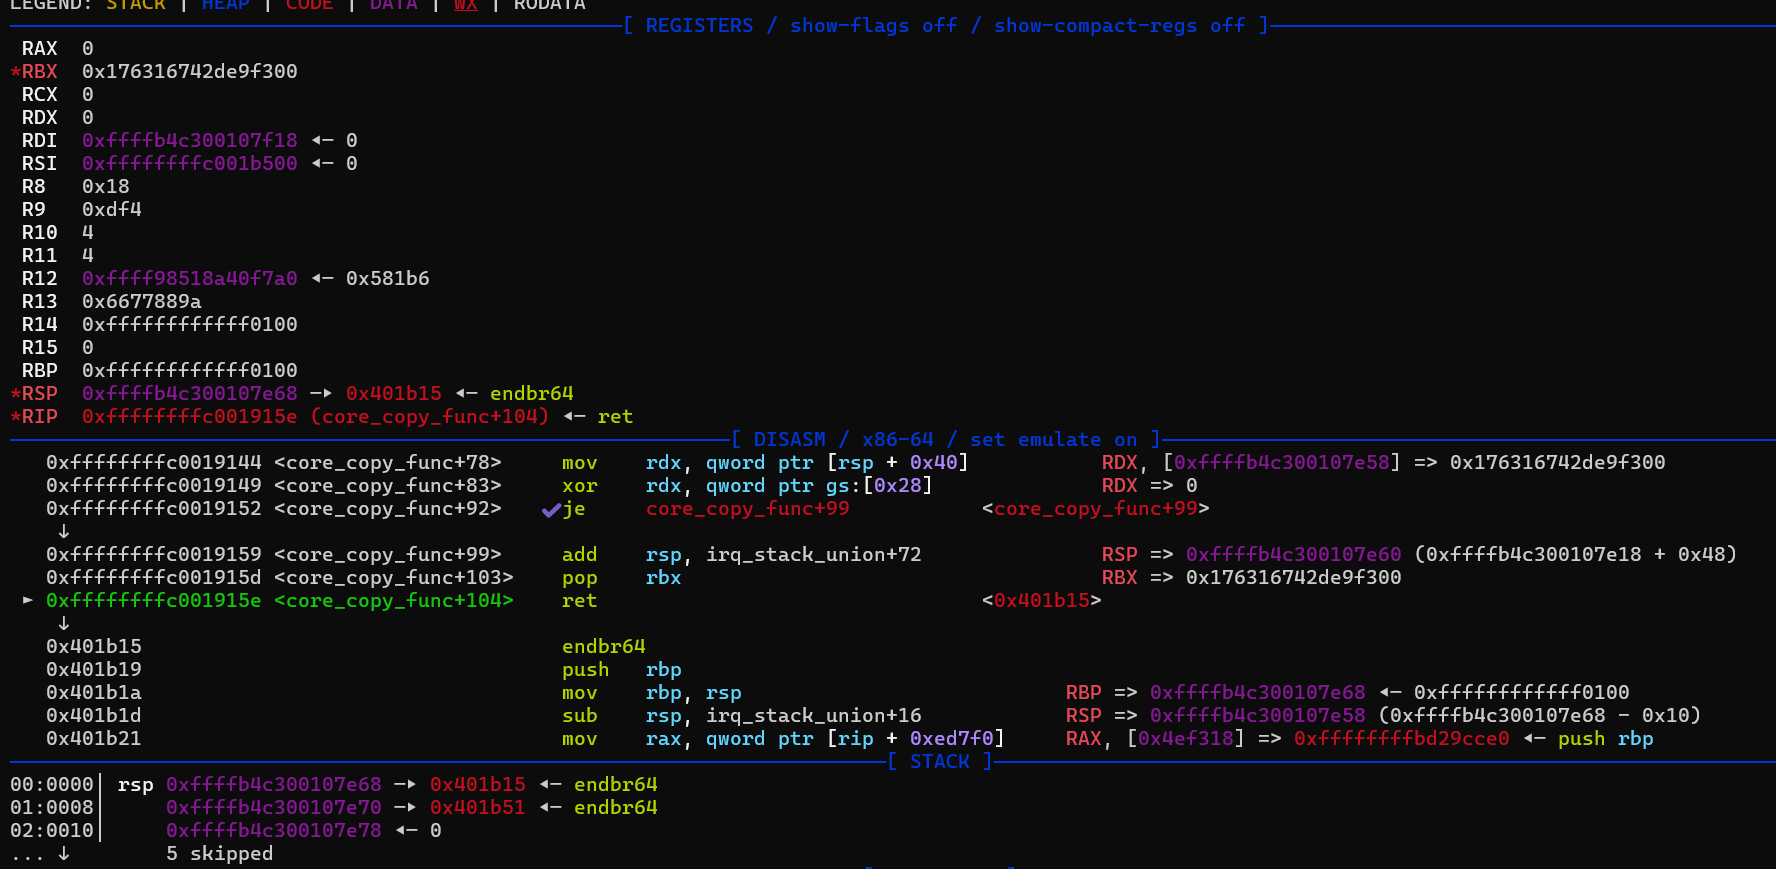 LEGEND: STACK | HEAP | CODE | DATA | WX | RODATA
[ REGISTERS / show-flags off / show-compact-regs off ]
RAX 0
*RBX 0x176316742de9f300
RCX 0
RDX 0
RDI 0xffffb4c300107f18 ◂— 0
RSI 0xffffffffc001b500 ◂— 0
R8 0x18
R9 0xdf4
R10 4
R11 4
R12 0xffff98518a40f7a0 ◂— 0x581b6
R13 0x6677889a
R14 0xffffffffffff0100
R15 0
RBP 0xffffffffffff0100
*RSP 0xffffb4c300107e68 —▸ 0x401b15 ◂— endbr64
*RIP 0xffffffffc001915e (core_copy_func+104) ◂— ret
[ DISASM / x86-64 / set emulate on ]
0xffffffffc0019144 <core_copy_func+78> mov rdx, qword ptr [rsp + 0x40] RDX, [0xffffb4c300107e58] => 0x176316742de9f300
0xffffffffc0019149 <core_copy_func+83> xor rdx, qword ptr gs:[0x28] RDX => 0
0xffffffffc0019152 <core_copy_func+92> ✔ je core_copy_func+99 <core_copy_func+99>
↓
0xffffffffc0019159 <core_copy_func+99> add rsp, irq_stack_union+72 RSP => 0xffffb4c300107e60 (0xffffb4c300107e18 + 0x48)
0xffffffffc001915d <core_copy_func+103> pop rbx RBX => 0x176316742de9f300
► 0xffffffffc001915e <core_copy_func+104> ret <0x401b15>
↓
0x401b15 endbr64
0x401b19 push rbp
0x401b1a mov rbp, rsp RBP => 0xffffb4c300107e68 ◂— 0xffffffffffff0100
0x401b1d sub rsp, irq_stack_union+16 RSP => 0xffffb4c300107e58 (0xffffb4c300107e68 - 0x10)
0x401b21 mov rax, qword ptr [rip + 0xed7f0] RAX, [0x4ef318] => 0xffffffffbd29cce0 ◂— push rbp
[ STACK ]
00:0000│ rsp 0xffffb4c300107e68 —▸ 0x401b15 ◂— endbr64
01:0008│ 0xffffb4c300107e70 —▸ 0x401b51 ◂— endbr64
02:0010│ 0xffffb4c300107e78 ◂— 0
... ↓ 5 skipped